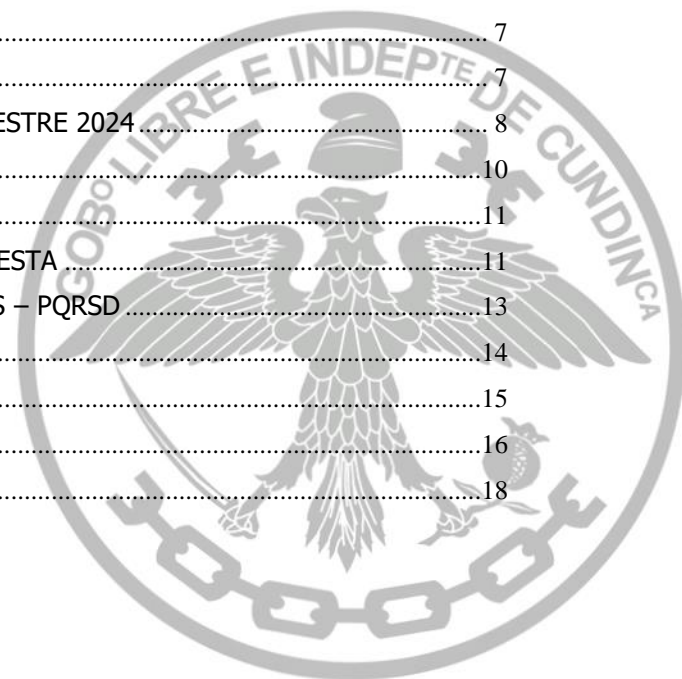 ........................................................................ 7
........................................................................ 7
ESTRE 2024 ..................................................... 8
........................................................................10
........................................................................11
ESTA ...............................................................11
S – PQRSD ......................................................13
........................................................................14
........................................................................15
........................................................................16
........................................................................18
GOBº LIBRE E INDEPTE DE CUNDINCA